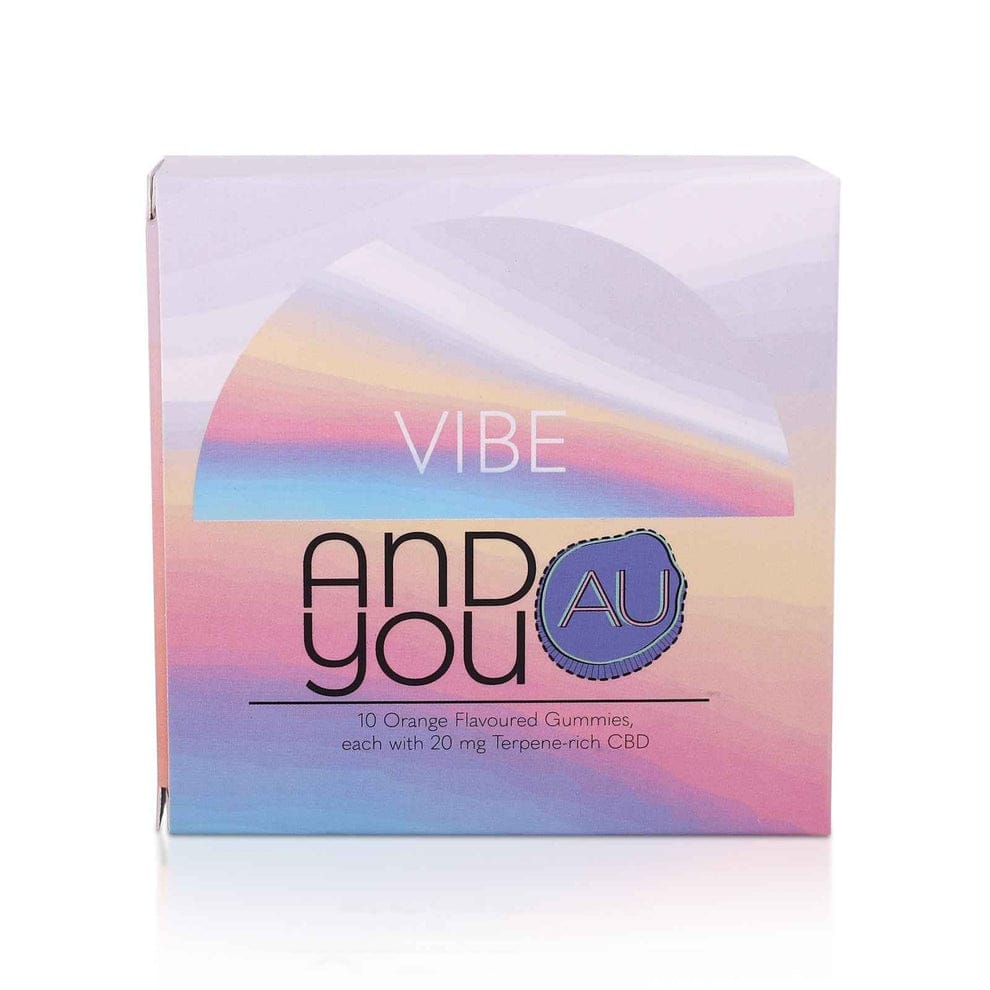 VIBE
AND
YOU
AU
10 Orange Flavoured Gummies,
each with 20 mg Terpene-rich CBD